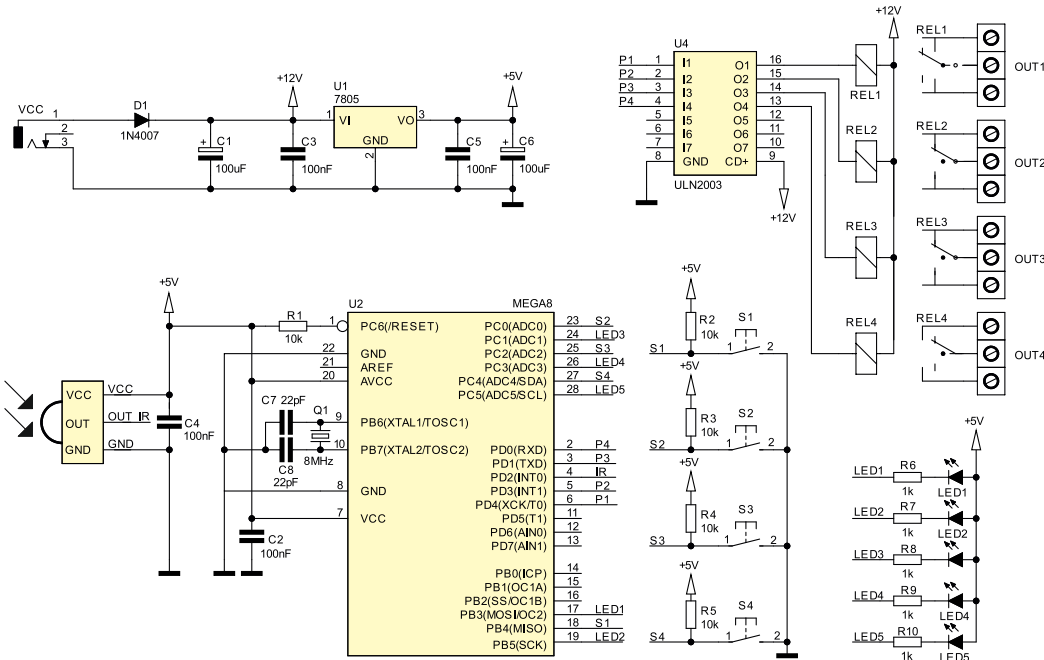 VCC 1
2
3
D1
1N4007
+
C1
100uF
+12V
C3
100nF
U1
7805
1 VI VO 3
GND
2
C5
100nF
+5V
+
C6
100uF
U4
P1 1 I1 O1 16
P2 2 I2 O2 15
P3 3 I3 O3 14
P4 4 I4 O4 13
5 I5 O5 12
6 I6 O6 11
7 I7 O7 10
8 GND CD+ 9
ULN2003
+12V
+12V
REL1
REL2
REL3
REL4
REL1
OUT1
REL2
OUT2
REL3
OUT3
REL4
OUT4
+5V
VCC VCC
OUT OUT IR
GND GND
C4
100nF
R1
10k
C7 22pF
C8
22pF
Q1
8MHz
C2
100nF
U2 MEGA8
1 PC6(/RESET)
22 GND
21 AREF
20 AVCC
9 PB6(XTAL1/TOSC1)
10 PB7(XTAL2/TOSC2)
8 GND
7 VCC
PC0(ADC0) 23 S2
PC1(ADC1) 24 LED3
PC2(ADC2) 25 S3
PC3(ADC3) 26 LED4
PC4(ADC4/SDA) 27 S4
PC5(ADC5/SCL) 28 LED5
PD0(RXD) 2 P4
PD1(TXD) 3 P3
PD2(INT0) 4 IR
PD3(INT1) 5 P2
PD4(XCK/T0) 6 P1
PD5(T1) 11
PD6(AIN0) 12
PD7(AIN1) 13
PB0(ICP) 14
PB1(OC1A) 15
PB2(SS/OC1B) 16
PB3(MOSI/OC2) 17 LED1
PB4(MISO) 18 S1
PB5(SCK) 19 LED2
+5V
R2
10k
S1
S1 1 2
+5V
R3
10k
S2
S2 1 2
+5V
R4
10k
S3
S3 1 2
+5V
R5
10k
S4
S4 1 2
+5V
LED1 R6
1k LED1
LED2 R7
1k LED2
LED3 R8
1k LED3
LED4 R9
1k LED4
LED5 R10
1k LED5